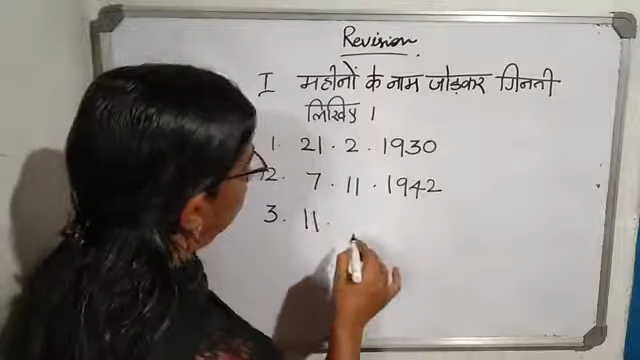 Revision
I महीनों के नाम जोड़कर गिनती
लिखिए ।
1. 21.2.1930
2. 7.11.1942
3. 11.